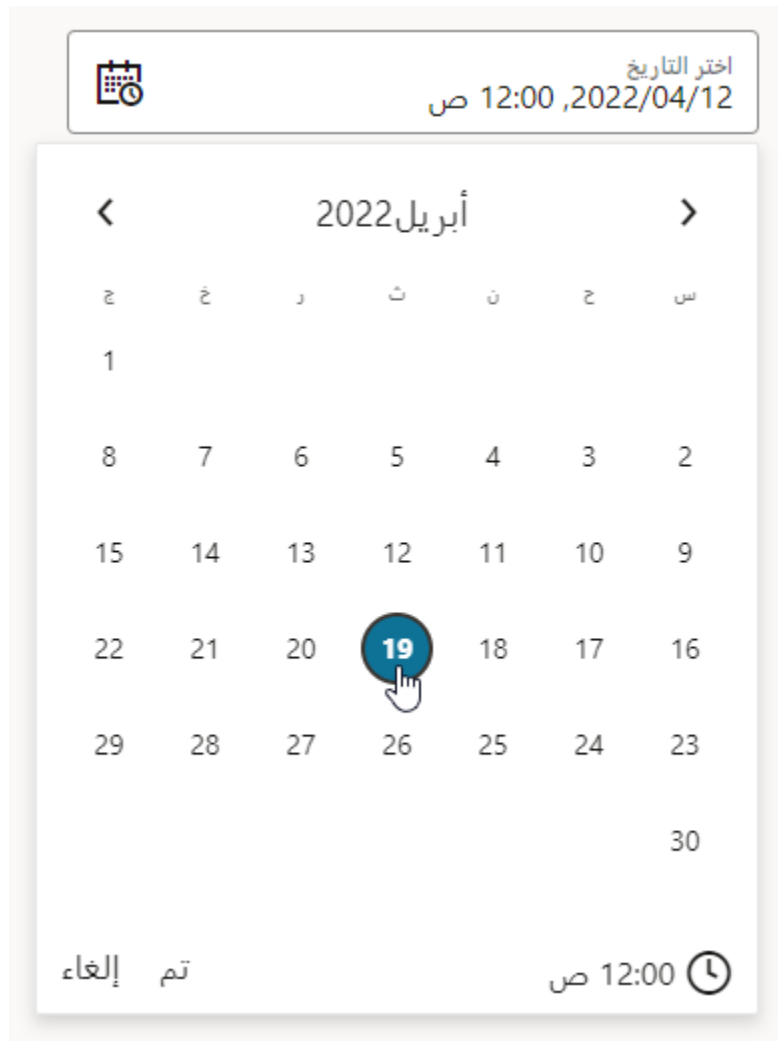 اختر التاريخ
2022/04/12, 12:00 ص
أبريل2022
س ح ن ث ر خ ج
1
2 3 4 5 6 7 8
9 10 11 12 13 14 15
16 17 18 19 20 21 22
23 24 25 26 27 28 29
30
12:00 ص تم إلغاء